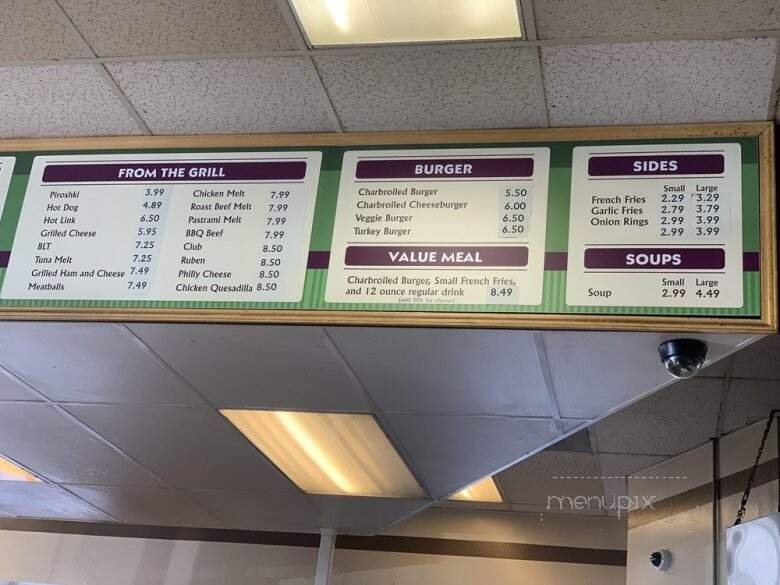 FROM THE GRILL
Piroshki 3.99
Hot Dog 4.89
Hot Link 6.50
Grilled Cheese 5.95
BLT 7.25
Tuna Melt 7.25
Grilled Ham and Cheese 7.49
Meatballs 7.49
Chicken Melt 7.99
Roast Beef Melt 7.99
Pastrami Melt 7.99
BBQ Beef 7.99
Club 8.50
Ruben 8.50
Philly Cheese 8.50
Chicken Quesadilla 8.50
BURGER
Charbroiled Burger 5.50
Charbroiled Cheeseburger 6.00
Veggie Burger 6.50
Turkey Burger 6.50
VALUE MEAL
Charbroiled Burger, Small French Fries,
and 12 ounce regular drink 8.49
(add 50¢ for cheese)
SIDES
Small Large
French Fries 2.29 3.29
Garlic Fries 2.79 3.79
Onion Rings 2.99 3.99
2.99 3.99
SOUPS
Small Large
Soup 2.99 4.49
menupix